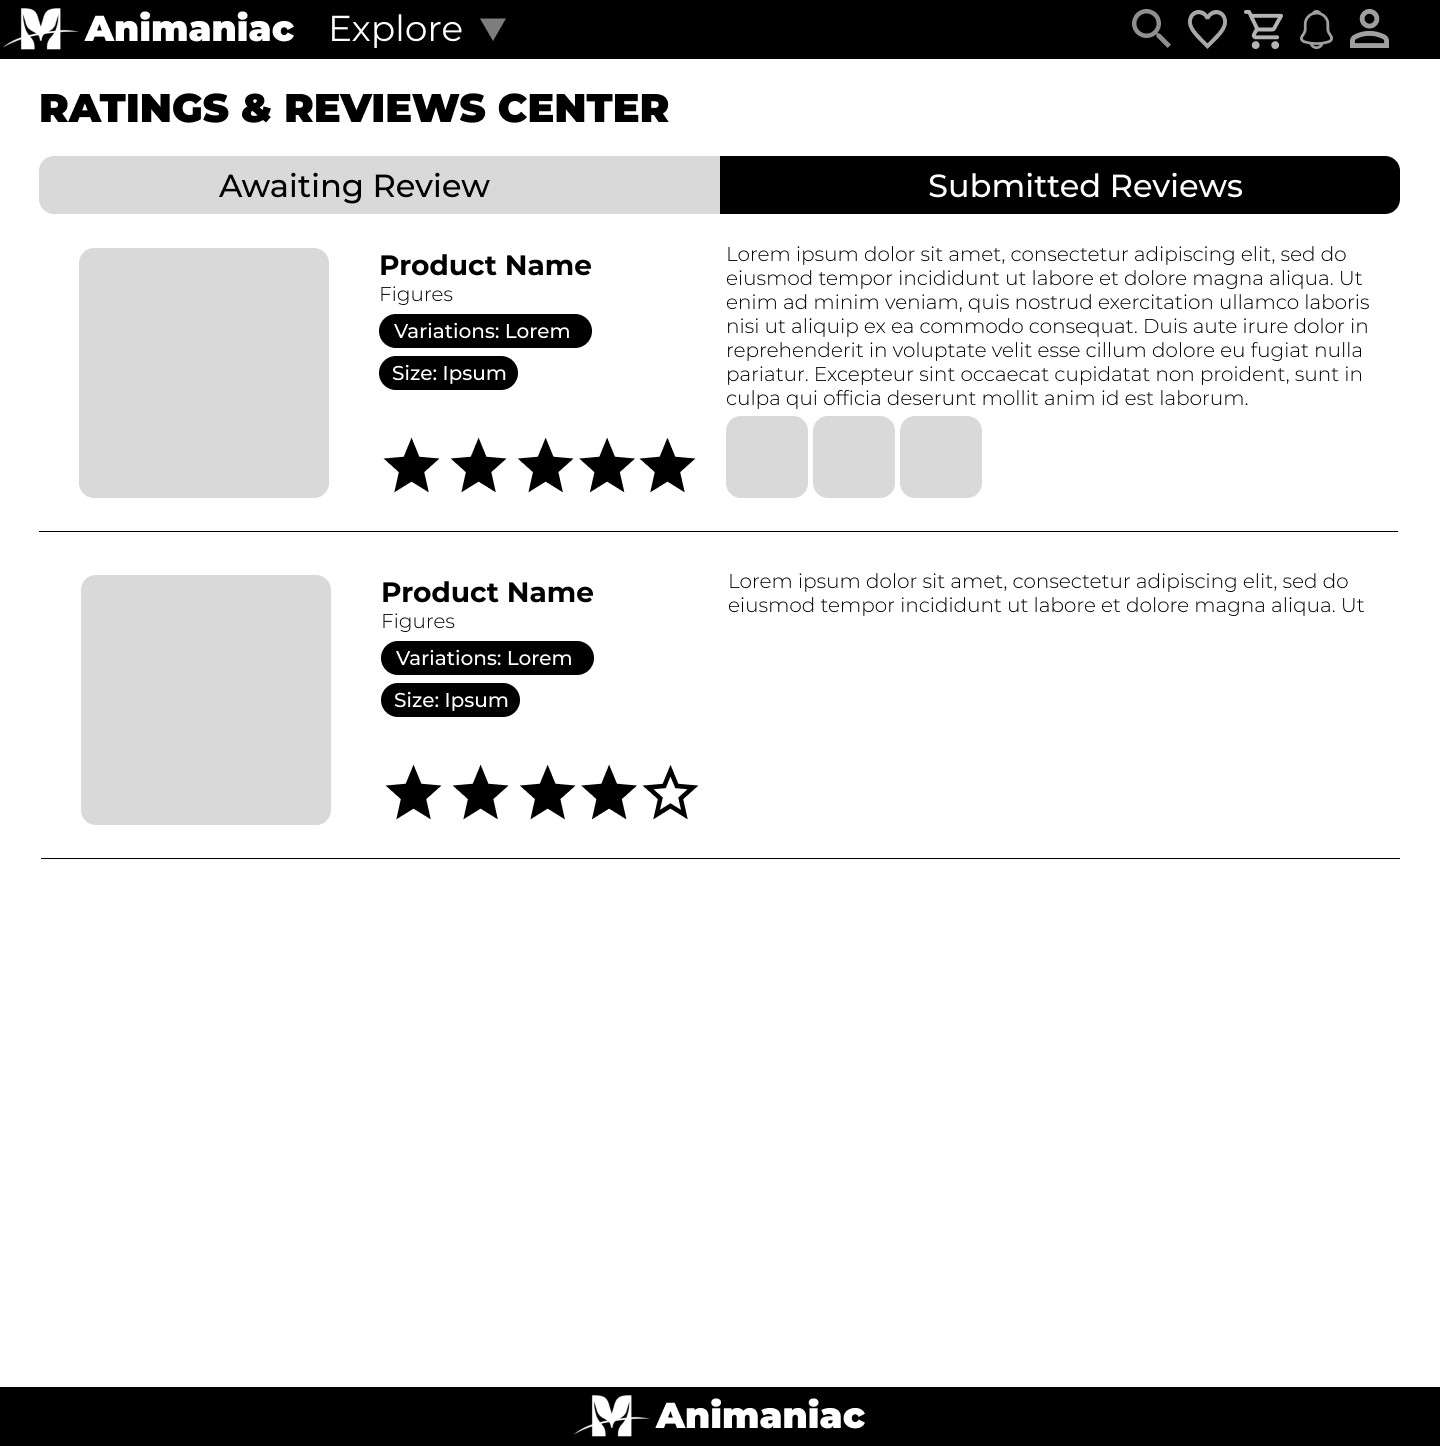 Animaniac Explore
RATINGS & REVIEWS CENTER
Awaiting Review
Submitted Reviews
Product Name
Figures
Variations: Lorem
Size: Ipsum
Lorem ipsum dolor sit amet, consectetur adipiscing elit, sed do
eiusmod tempor incididunt ut labore et dolore magna aliqua. Ut
enim ad minim veniam, quis nostrud exercitation ullamco laboris
nisi ut aliquip ex ea commodo consequat. Duis aute irure dolor in
reprehenderit in voluptate velit esse cillum dolore eu fugiat nulla
pariatur. Excepteur sint occaecat cupidatat non proident, sunt in
culpa qui officia deserunt mollit anim id est laborum.
Product Name
Figures
Variations: Lorem
Size: Ipsum
Lorem ipsum dolor sit amet, consectetur adipiscing elit, sed do
eiusmod tempor incididunt ut labore et dolore magna aliqua. Ut
Animaniac